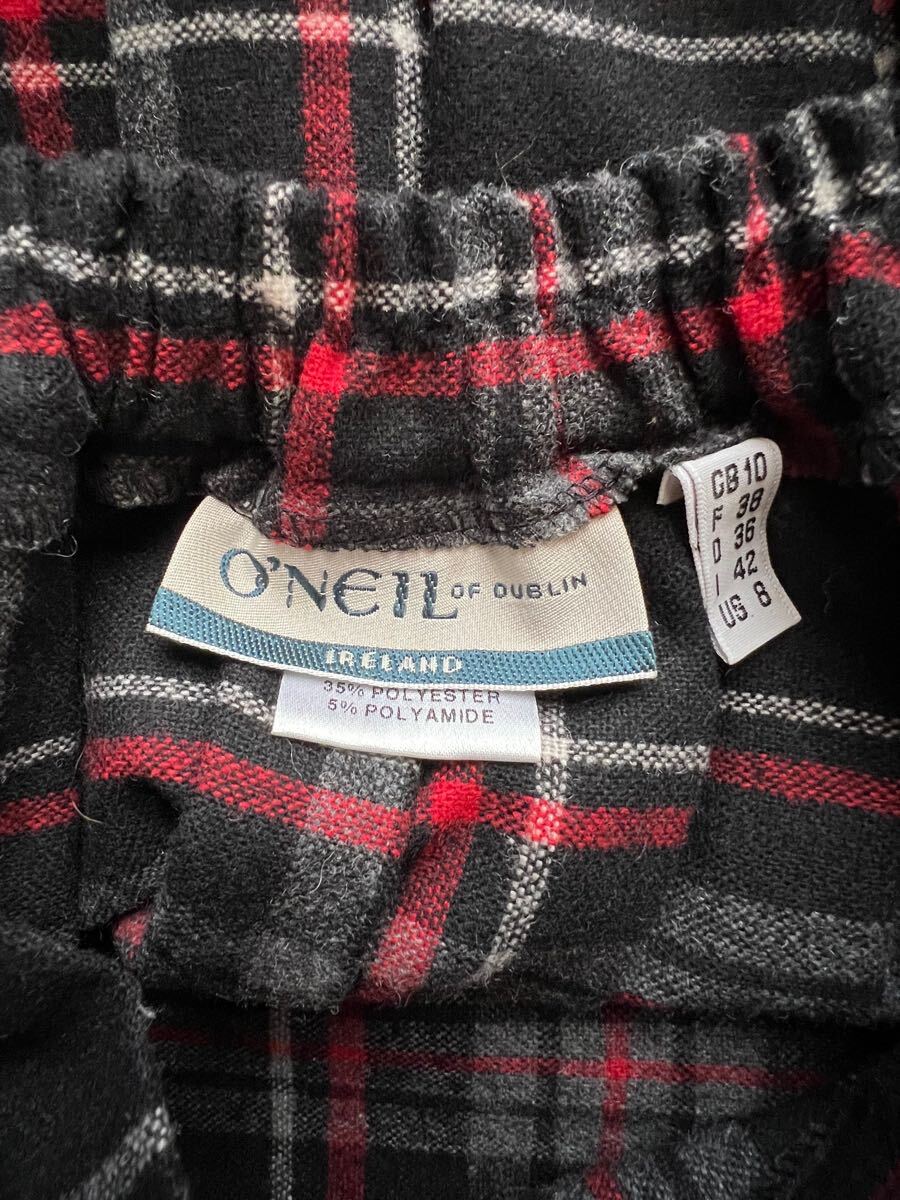 O'NEIL OF DUBLIN
IRELAND
35% POLYESTER
5% POLYAMIDE
GB 10
F 38
D 36
I 42
US 8